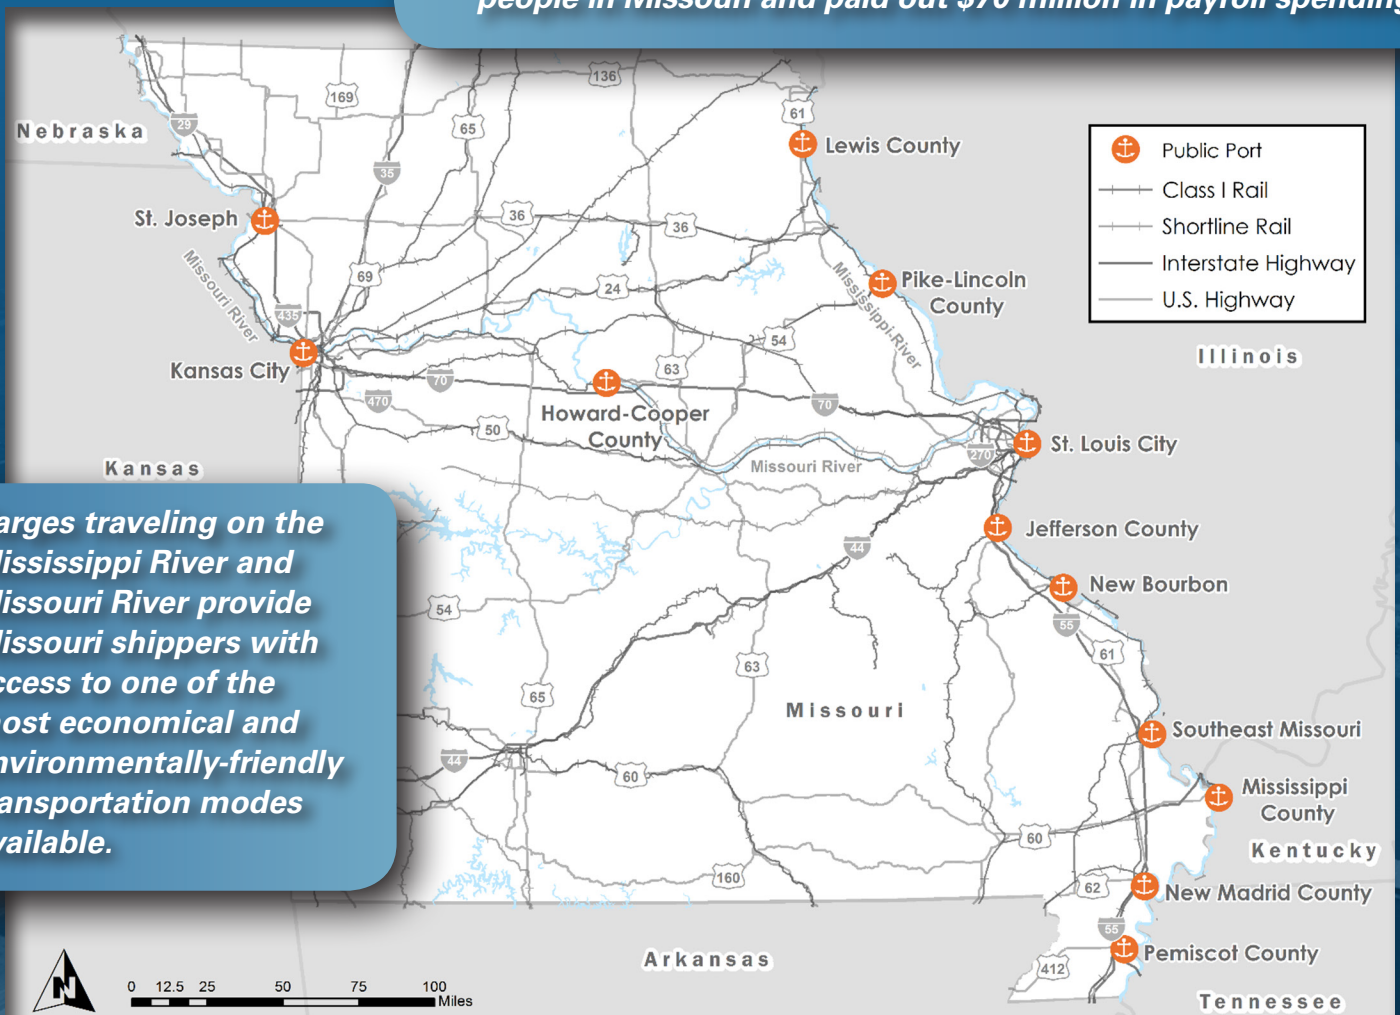 people in Missouri and paid out $70 million in payroll spending
136
169
61
Nebraska
29
65
Lewis County
Public Port
Class I Rail
Shortline Rail
Interstate Highway
U.S. Highway
35
St. Joseph
36
36
Missouri River
69
24
Mississippi River
Pike-Lincoln
County
435
54
Illinois
Kansas City
63
70
470
Howard-Cooper
County
70
50
270
St. Louis City
Kansas
Missouri River
arges traveling on the
ississippi River and
issouri River provide
issouri shippers with
ccess to one of the
ost economical and
nvironmentally-friendly
ansportation modes
vailable.
Jefferson County
44
New Bourbon
54
55
61
63
65
Missouri
Southeast Missouri
44
60
Mississippi
County
60
Kentucky
160
62
New Madrid County
55
Arkansas
Pemiscot County
412
N
0 12.5 25 50 75 100
Miles
Tennessee